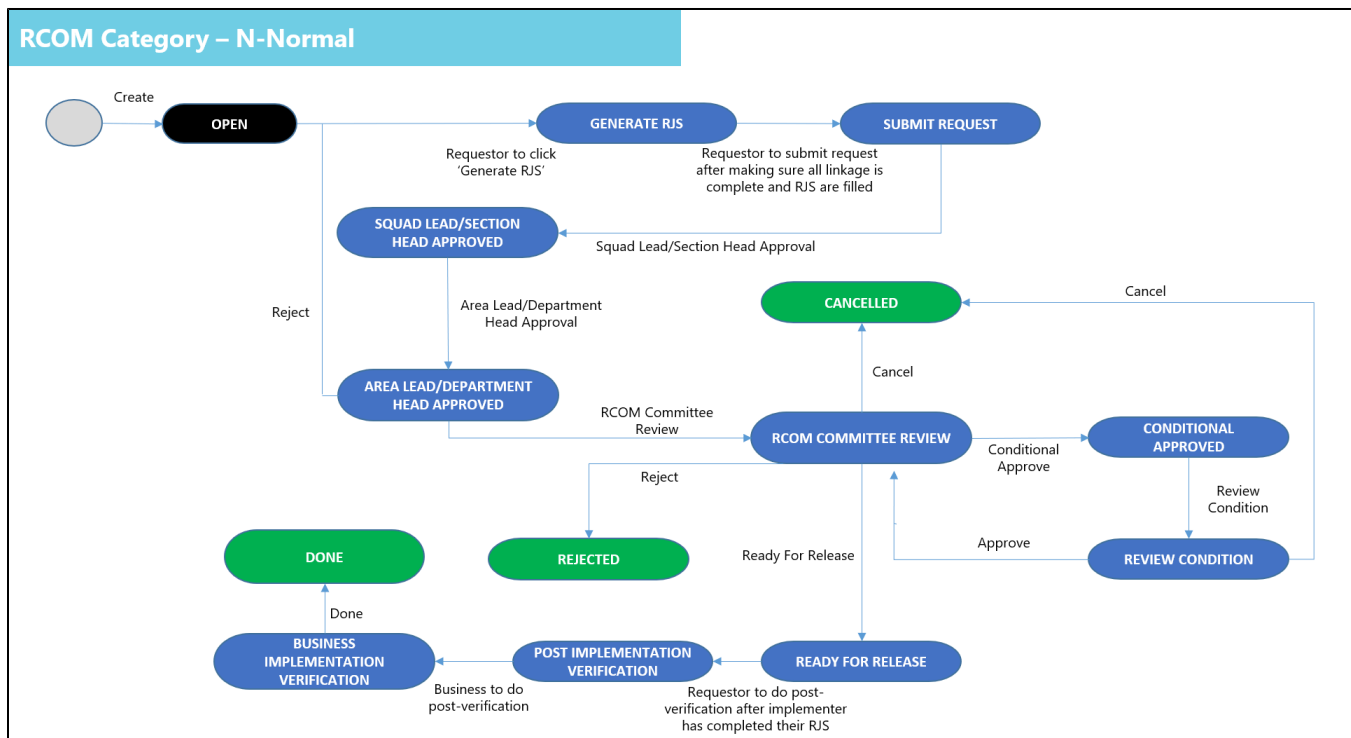 RCOM Category – N-Normal
Create
OPEN
GENERATE RJS
SUBMIT REQUEST
Requestor to click
'Generate RJS'
Requestor to submit request
after making sure all linkage is
complete and RJS are filled
SQUAD LEAD/SECTION
HEAD APPROVED
Squad Lead/Section Head Approval
Area Lead/Department
Head Approval
Reject
CANCELLED
Cancel
Cancel
AREA LEAD/DEPARTMENT
HEAD APPROVED
RCOM Committee
Review
RCOM COMMITTEE REVIEW
Conditional
Approve
CONDITIONAL
APPROVED
Reject
Review
Condition
DONE
REJECTED
Ready For Release
Approve
REVIEW CONDITION
Done
BUSINESS
IMPLEMENTATION
VERIFICATION
POST IMPLEMENTATION
VERIFICATION
READY FOR RELEASE
Business to do
post-verification
Requestor to do post-
verification after implementer
has completed their RJS